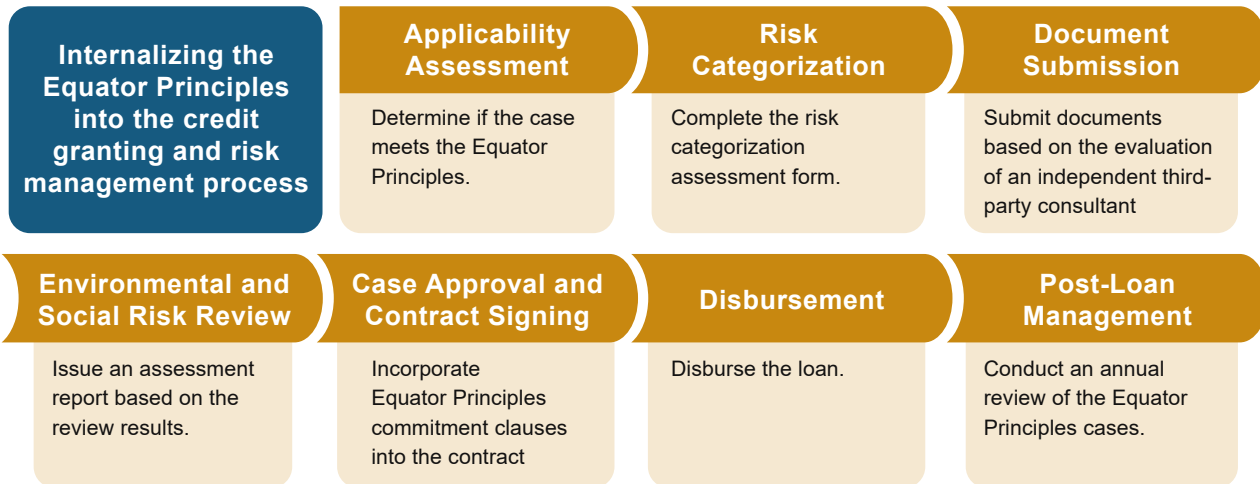 Internalizing the
Equator Principles
into the credit
granting and risk
management process
Applicability
Assessment
Determine if the case
meets the Equator
Principles.
Risk
Categorization
Complete the risk
categorization
assessment form.
Document
Submission
Submit documents
based on the evaluation
of an independent third-
party consultant
Environmental and
Social Risk Review
Issue an assessment
report based on the
review results.
Case Approval and
Contract Signing
Incorporate
Equator Principles
commitment clauses
into the contract
Disbursement
Disburse the loan.
Post-Loan
Management
Conduct an annual
review of the Equator
Principles cases.